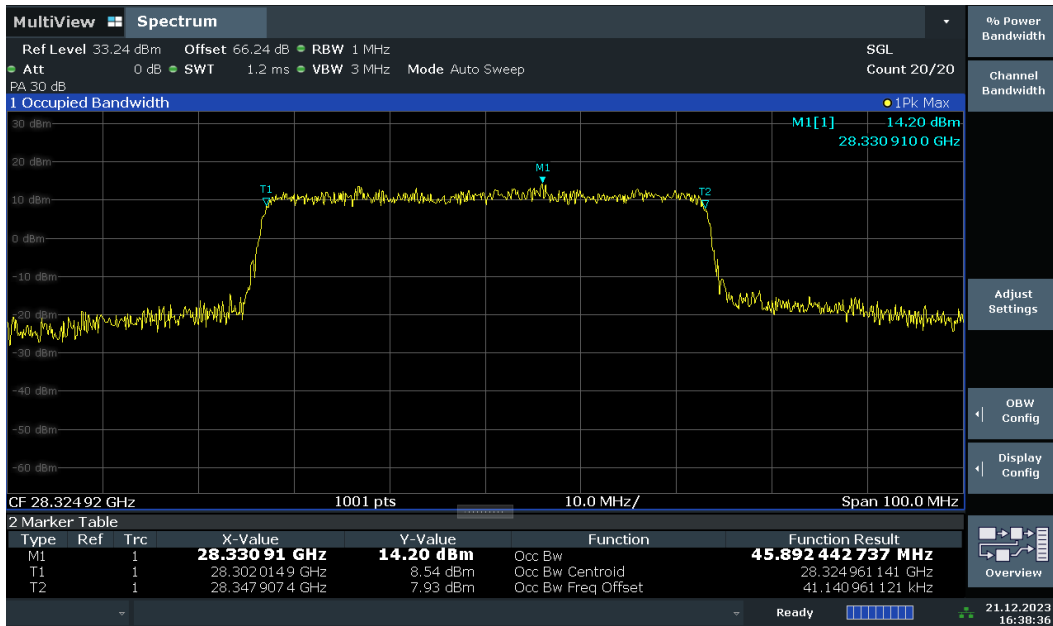 MultiView Spectrum
Ref Level 33.24 dBm Offset 66.24 dB RBW 1 MHz SGL
Att 0 dB SWT 1.2 ms VBW 3 MHz Mode Auto Sweep Count 20/20
PA 30 dB
1 Occupied Bandwidth 1Pk Max
30 dBm M1[1] 14.20 dBm
28.330 910 0 GHz
20 dBm
M1
T1 T2
10 dBm
0 dBm
-10 dBm
-20 dBm
-30 dBm
-40 dBm
-50 dBm
-60 dBm
CF 28.324 92 GHz 1001 pts 10.0 MHz/ Span 100.0 MHz
2 Marker Table
Type Ref Trc X-Value Y-Value Function Function Result
M1 1 28.330 91 GHz 14.20 dBm Occ Bw 45.892 442 737 MHz
T1 1 28.302 014 9 GHz 8.54 dBm Occ Bw Centroid 28.324 961 141 GHz
T2 1 28.347 907 4 GHz 7.93 dBm Occ Bw Freq Offset 41.140 961 121 kHz
Ready 21.12.2023
16:38:36
% Power
Bandwidth
Channel
Bandwidth
Adjust
Settings
OBW
Config
Display
Config
Overview